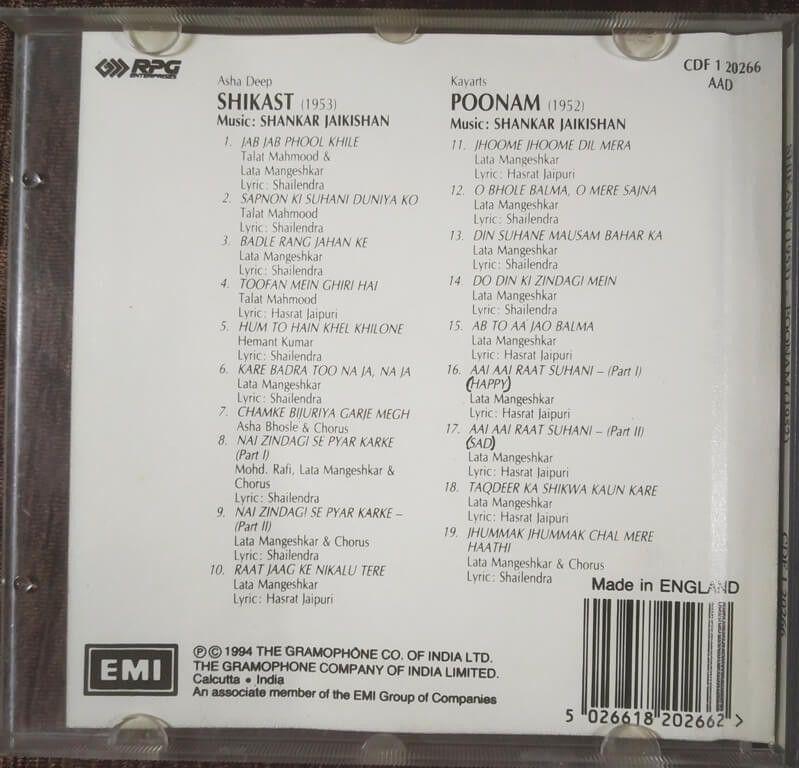 RPG
ENTERPRISES
CDF 1 20266
AAD
Asha Deep
SHIKAST (1953)
Music: SHANKAR JAIKISHAN
1. JAB JAB PHOOL KHILE
Talat Mahmood &
Lata Mangeshkar
Lyric: Shailendra
2. SAPNON KI SUHANI DUNIYA KO
Talat Mahmood
Lyric: Shailendra
3. BADLE RANG JAHAN KE
Lata Mangeshkar
Lyric: Shailendra
4. TOOFAN MEIN GHIRI HAI
Talat Mahmood
Lyric: Hasrat Jaipuri
5. HUM TO HAIN KHEL KHILONE
Hemant Kumar
Lyric: Shailendra
6. KARE BADRA TOO NA JA, NA JA
Lata Mangeshkar
Lyric: Shailendra
7. CHAMKE BIJURIYA GARJE MEGH
Asha Bhosle & Chorus
8. NAI ZINDAGI SE PYAR KARKE
(Part I)
Mohd. Rafi, Lata Mangeshkar &
Chorus
Lyric: Shailendra
9. NAI ZINDAGI SE PYAR KARKE –
(Part II)
Lata Mangeshkar & Chorus
Lyric: Shailendra
10. RAAT JAAG KE NIKALU TERE
Lata Mangeshkar
Lyric: Hasrat Jaipuri
Kayarts
POONAM (1952)
Music: SHANKAR JAIKISHAN
11. JHOOME JHOOME DIL MERA
Lata Mangeshkar
Lyric: Hasrat Jaipuri
12. O BHOLE BALMA, O MERE SAJNA
Lata Mangeshkar
Lyric: Shailendra
13. DIN SUHANE MAUSAM BAHAR KA
Lata Mangeshkar
Lyric: Shailendra
14. DO DIN KI ZINDAGI MEIN
Lata Mangeshkar
Lyric: Shailendra
15. AB TO AA JAO BALMA
Lata Mangeshkar
Lyric: Hasrat Jaipuri
16. AAI AAI RAAT SUHANI – (Part I)
(HAPPY)
Lata Mangeshkar
Lyric: Hasrat Jaipuri
17. AAI AAI RAAT SUHANI – (Part II)
(SAD)
Lata Mangeshkar
Lyric: Hasrat Jaipuri
18. TAQDEER KA SHIKWA KAUN KARE
Lata Mangeshkar
Lyric: Hasrat Jaipuri
19. JHUMMAK JHUMMAK CHAL MERE
HAATHI
Lata Mangeshkar & Chorus
Lyric: Shailendra
Made in ENGLAND
5 026618 202662 >
EMI
Ⓟ© 1994 THE GRAMOPHONE CO. OF INDIA LTD.
THE GRAMOPHONE COMPANY OF INDIA LIMITED.
Calcutta • India
An associate member of the EMI Group of Companies
SHIKAST (1953) POONAM (1952)
CDF 1 20266